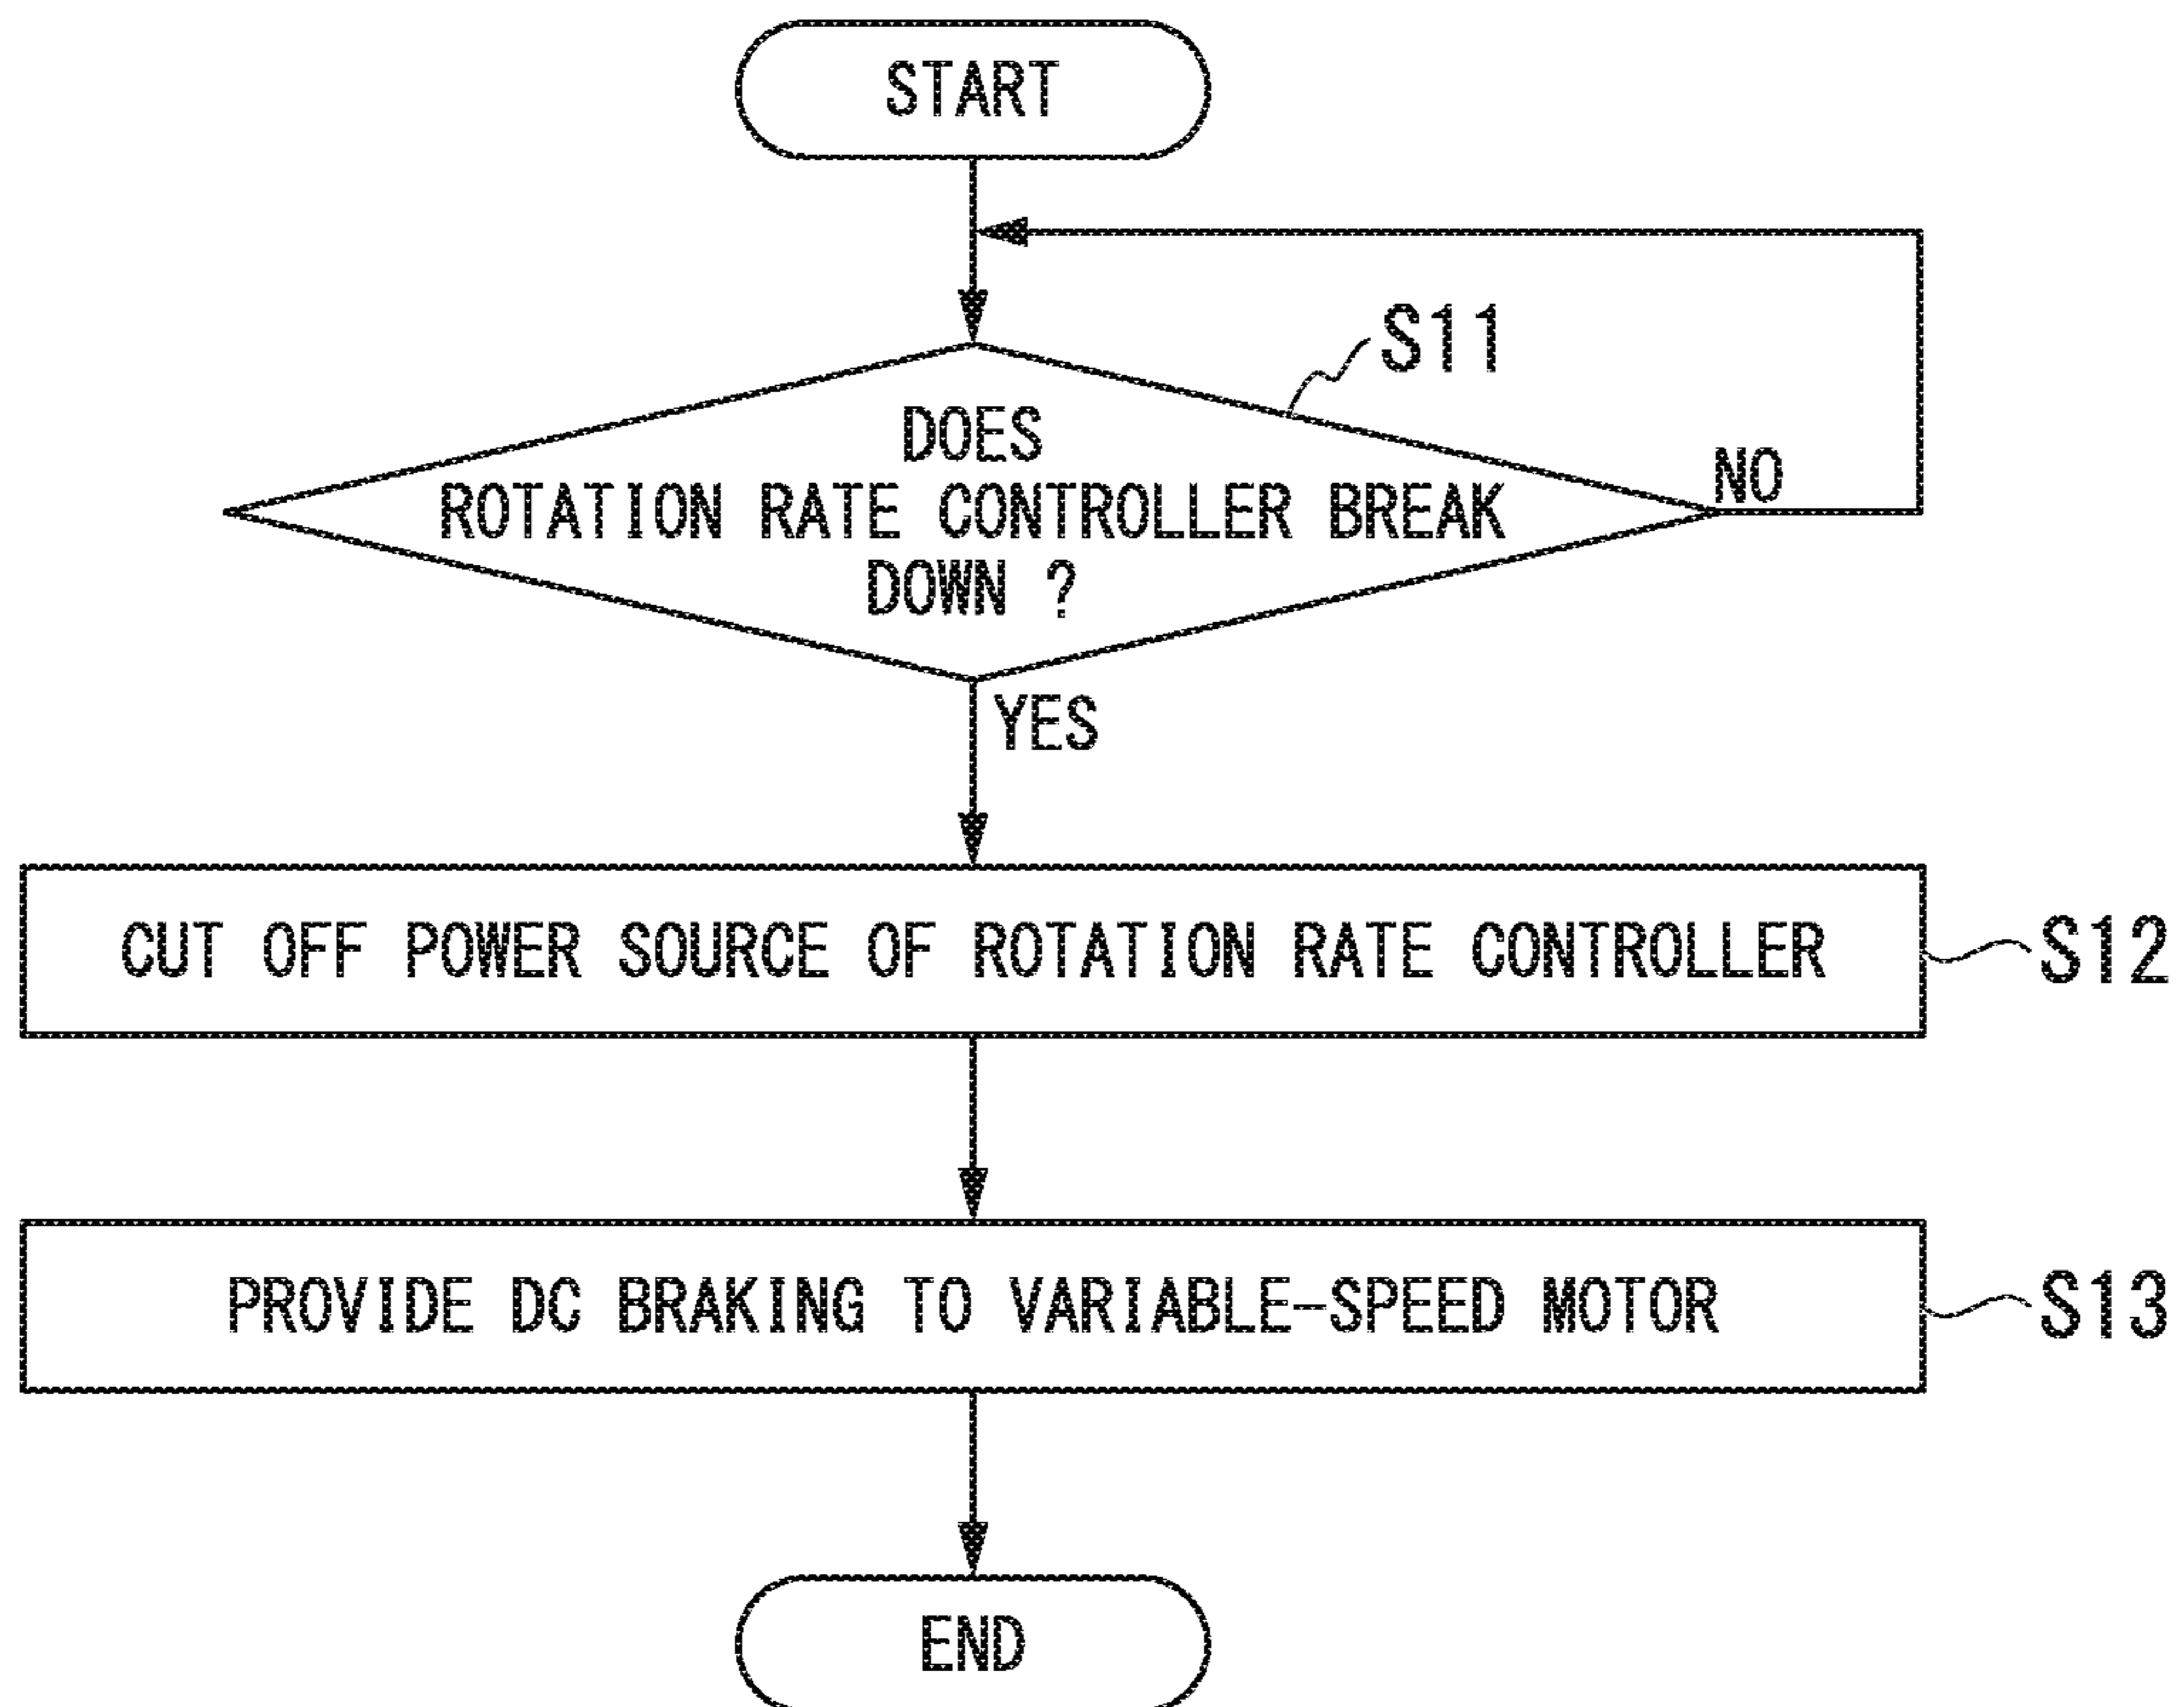 START
S11
DOES
ROTATION RATE CONTROLLER BREAK
DOWN ?
NO
YES
CUT OFF POWER SOURCE OF ROTATION RATE CONTROLLER
S12
PROVIDE DC BRAKING TO VARIABLE-SPEED MOTOR
S13
END